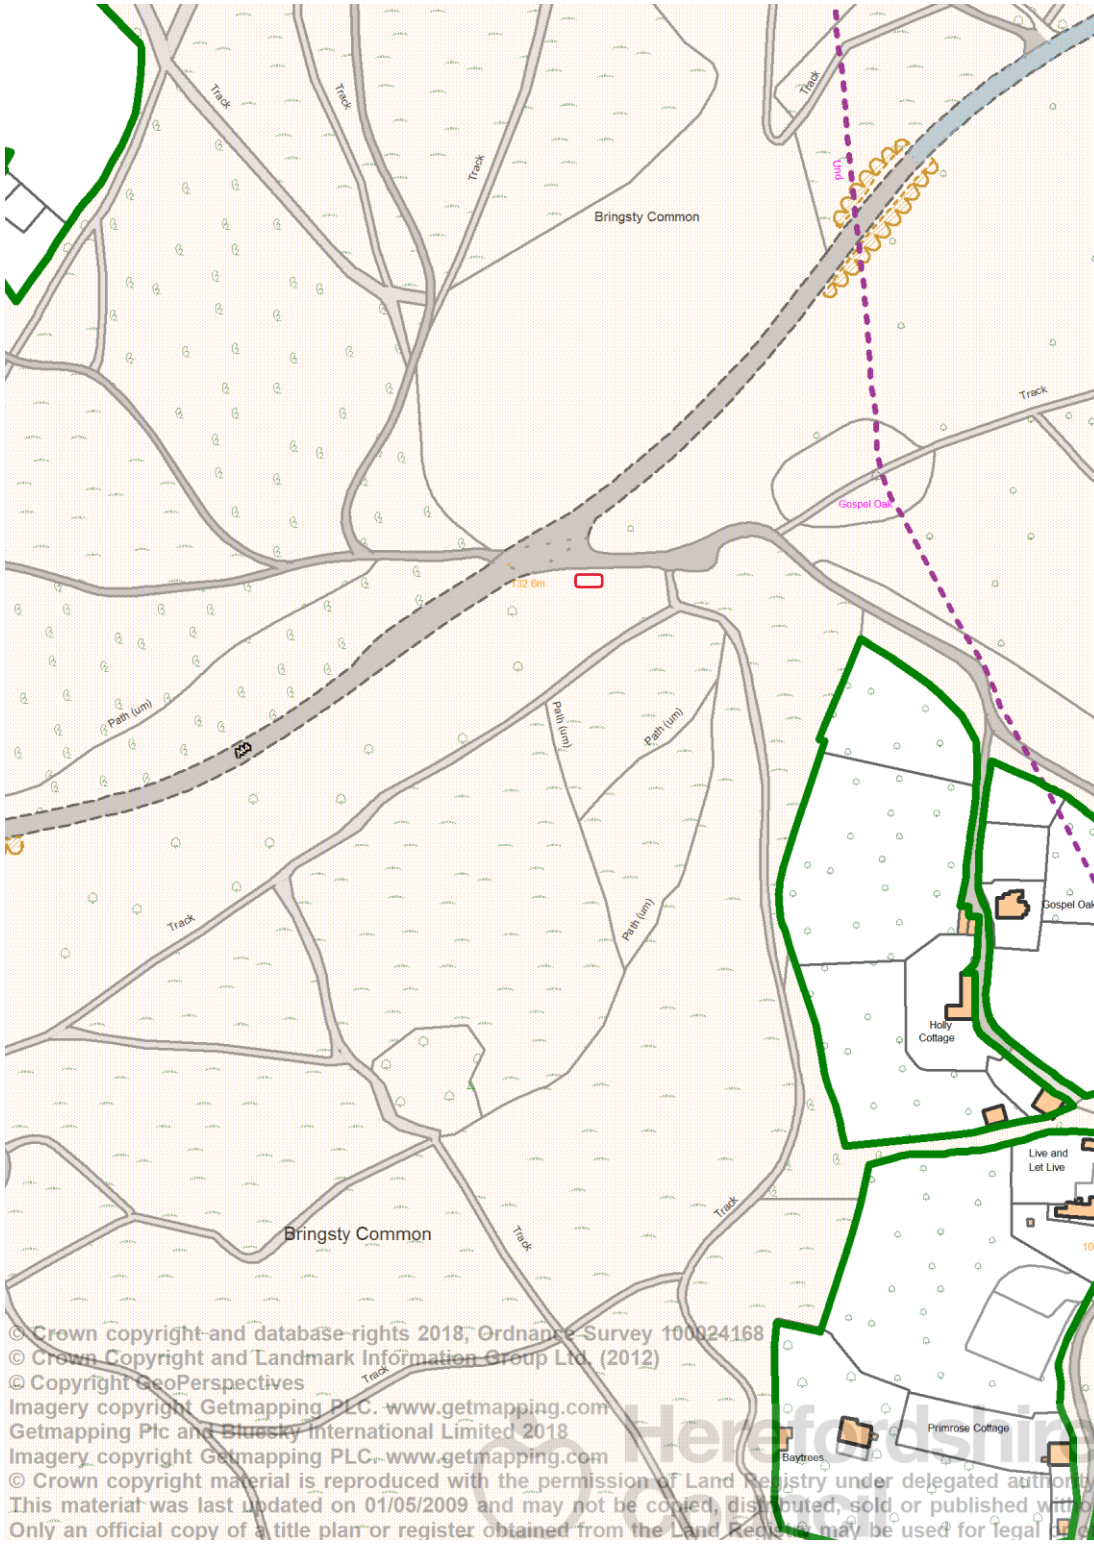 Track
Track
Track
Track
Und
Bringsty Common
Track
Gospel Oak
132.6m
Path (um)
Path (um)
Path (um)
Path (um)
Track
Gospel Oak
Holly
Cottage
Live and
Let Live
Track
Track
Bringsty Common
10
Track
Primrose Cottage
Baytrees
© Crown copyright and database rights 2018, Ordnance Survey 100024168
© Crown Copyright and Landmark Information Group Ltd. (2012)
© Copyright GeoPerspectives
Imagery copyright Getmapping PLC. www.getmapping.com
Getmapping Plc and Bluesky International Limited 2018
Imagery copyright Getmapping PLC. www.getmapping.com
© Crown copyright material is reproduced with the permission of Land Registry under delegated authority
This material was last updated on 01/05/2009 and may not be copied, distributed, sold or published witho
Only an official copy of a title plan or register obtained from the Land Registry may be used for legal
Herefordshire
Council